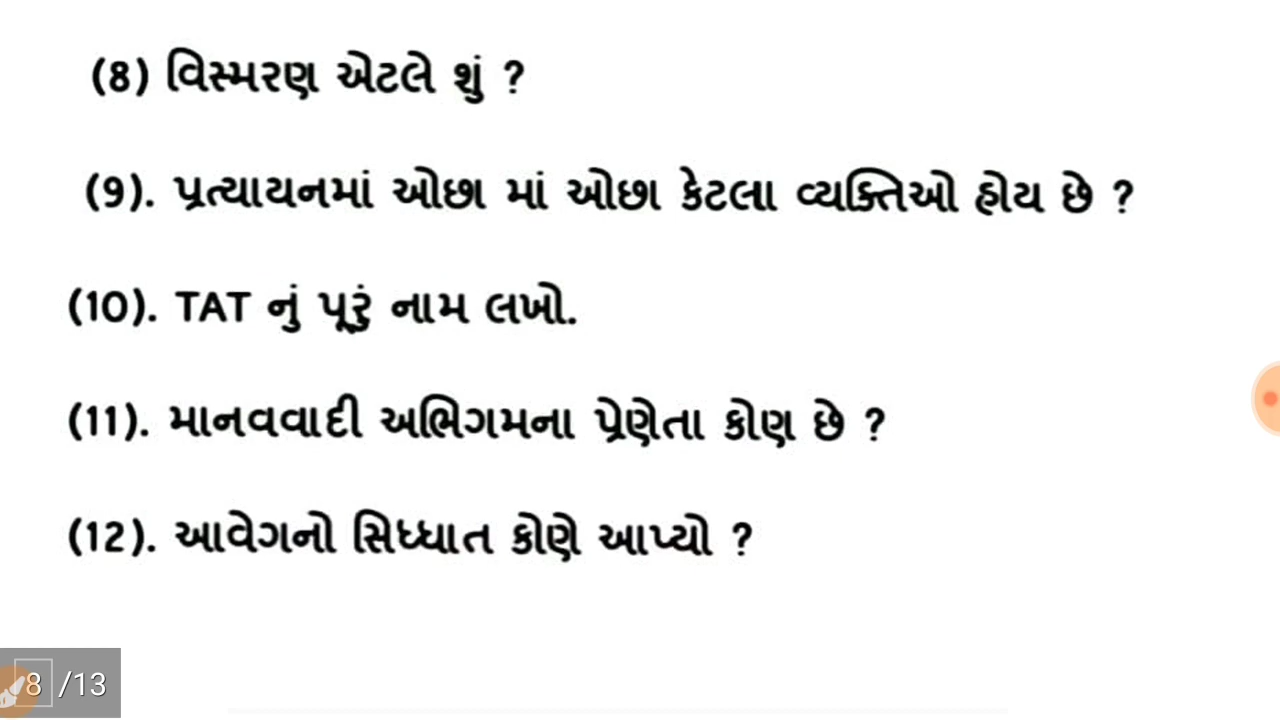 (8) વિસ્મરણ એટલે શું ?
(9). પ્રત્યાયનમાં ઓછા માં ઓછા કેટલા વ્યક્તિઓ હોય છે ?
(10). TAT નું પૂરું નામ લખો.
(11). માનવવાદી અભિગમના પ્રેણેતા કોણ છે ?
(12). આવેગનો સિધ્ધાત કોણે આપ્યો ?
8 /13